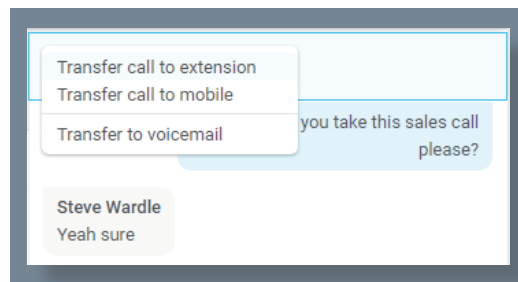 Transfer call to extension
Transfer call to mobile
Transfer to voicemail
you take this sales call
please?
Steve Wardle
Yeah sure